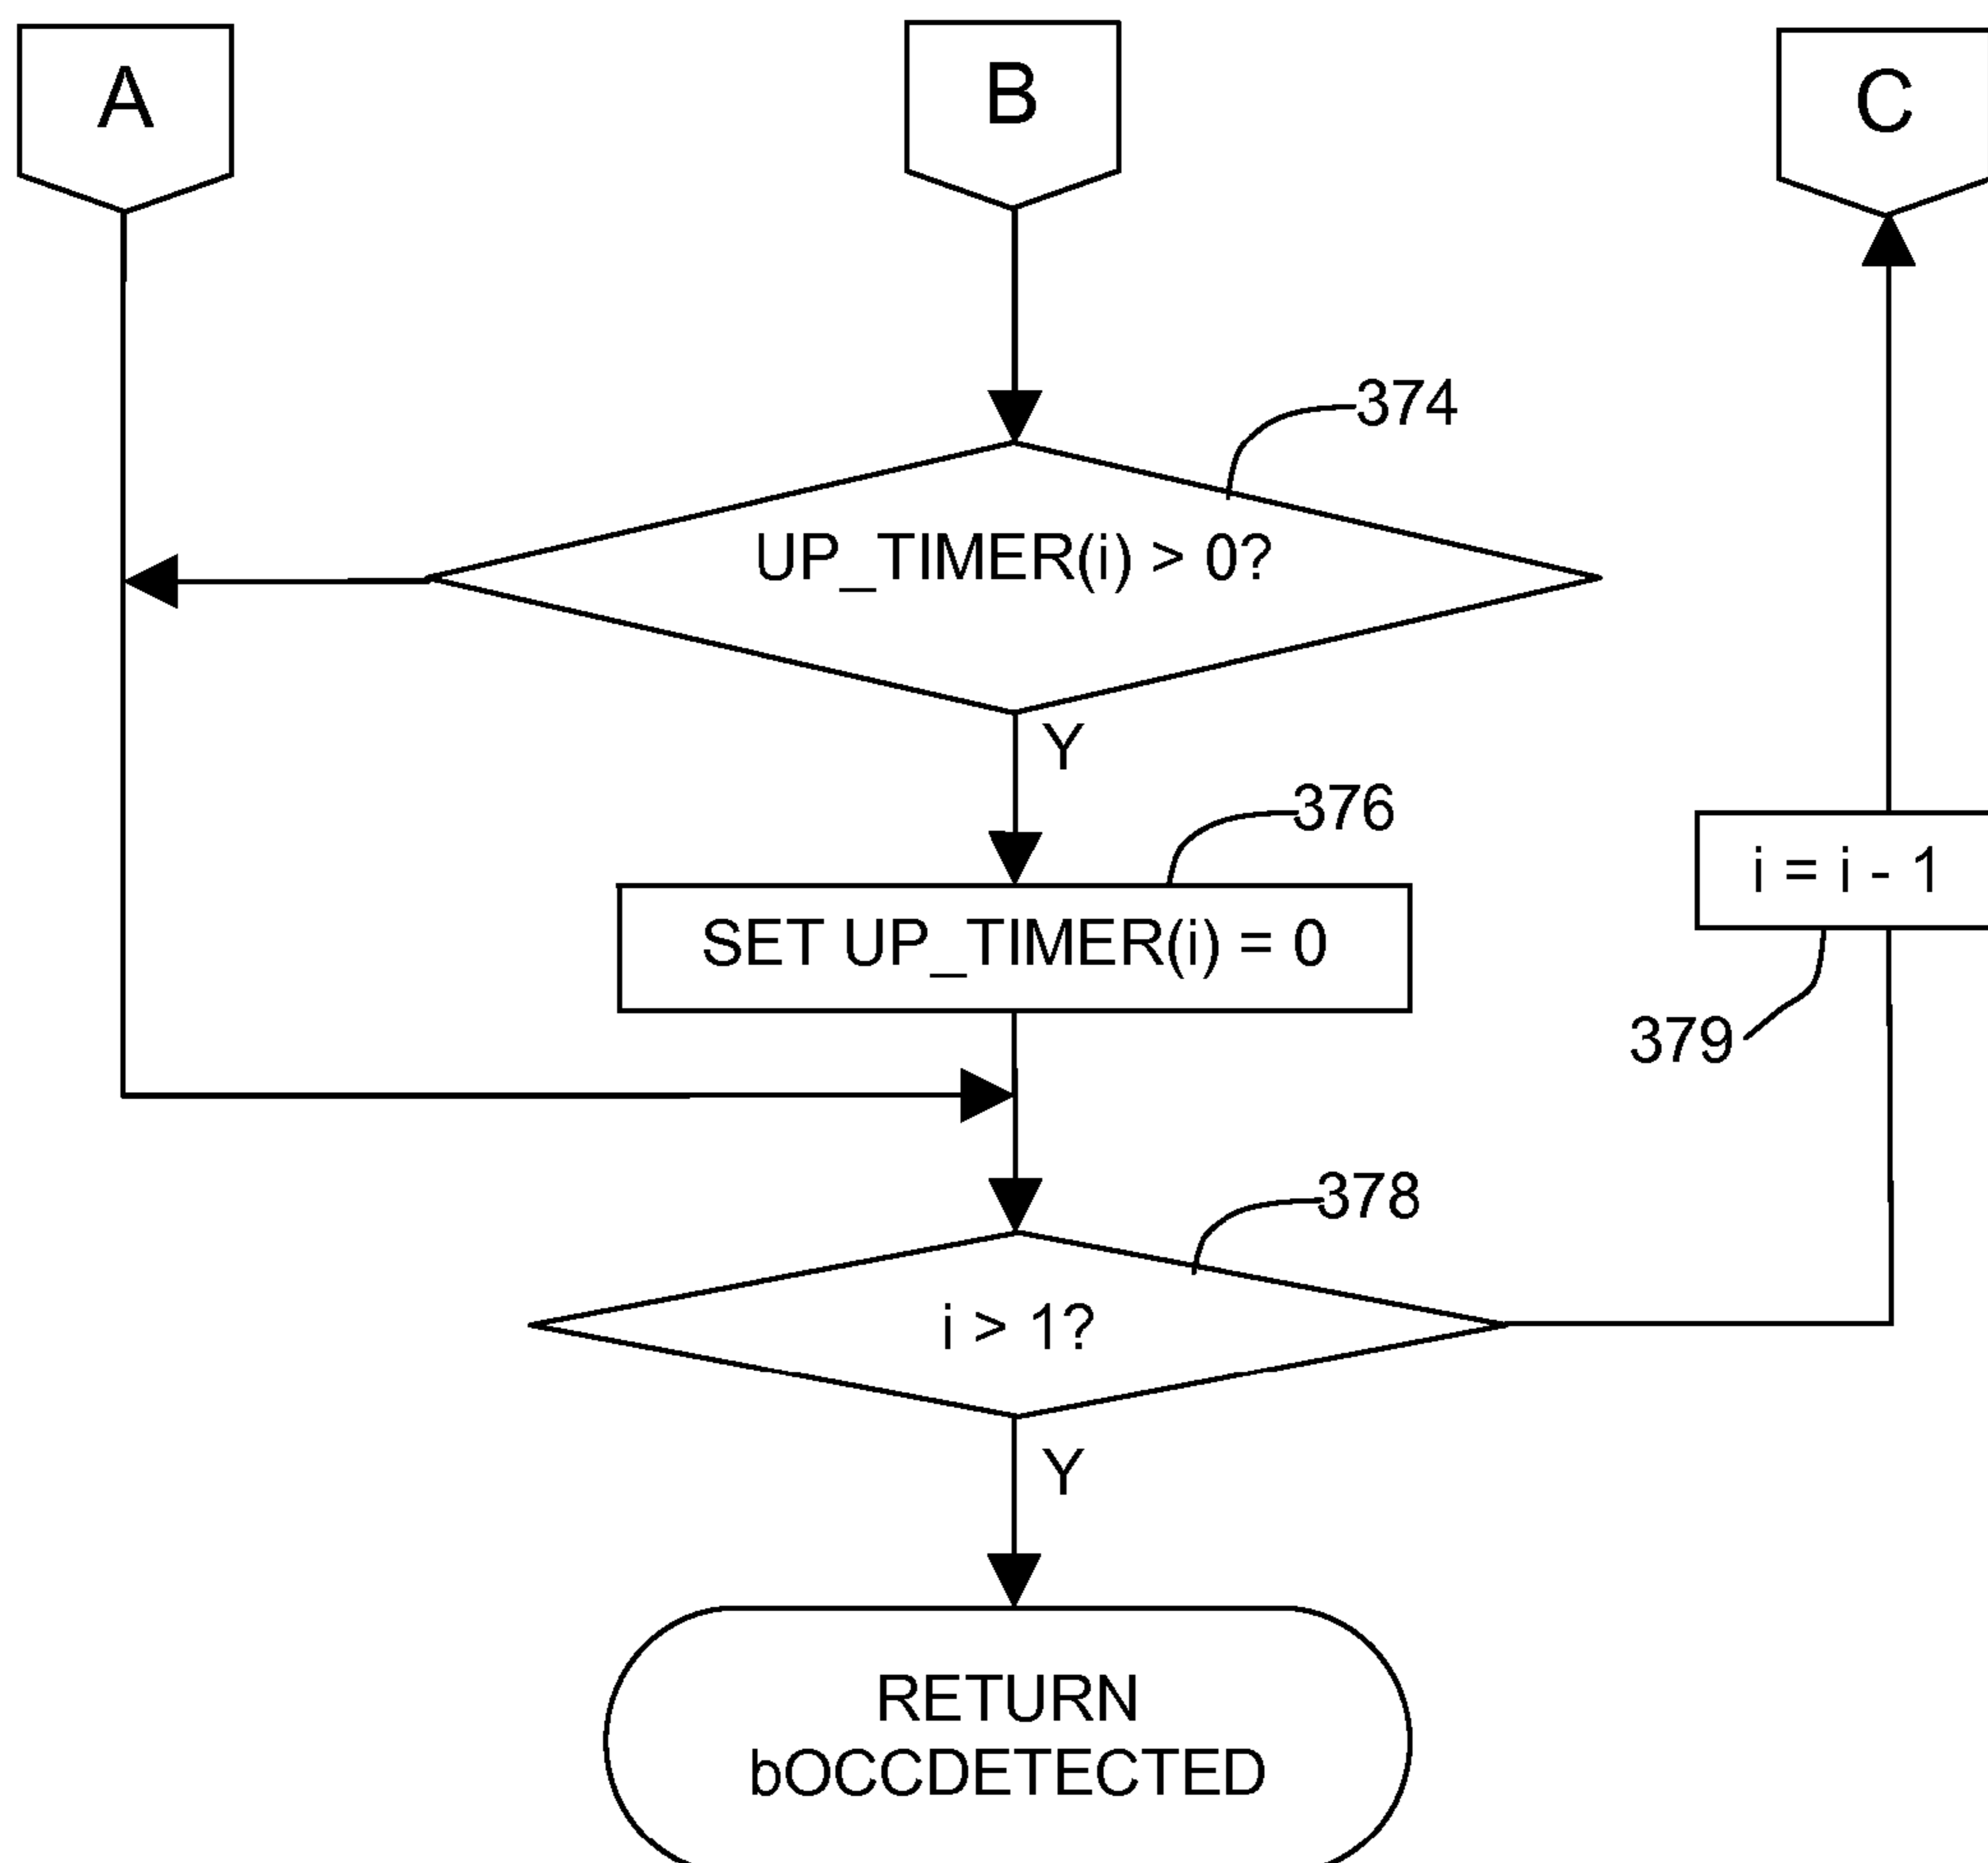 A
B
C
374
UP_TIMER(i) > 0?
Y
376
SET UP_TIMER(i) = 0
i = i - 1
379
378
i > 1?
Y
RETURN
bOCCDETECTED